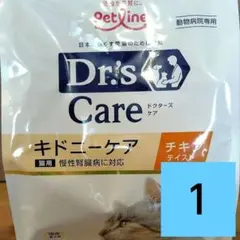 Petline
動物病院専用
Dr.'s
Care
ドクターズ
ケア
キドニーケア
猫用
慢性腎臓病に対応
チキン
テイスト
1